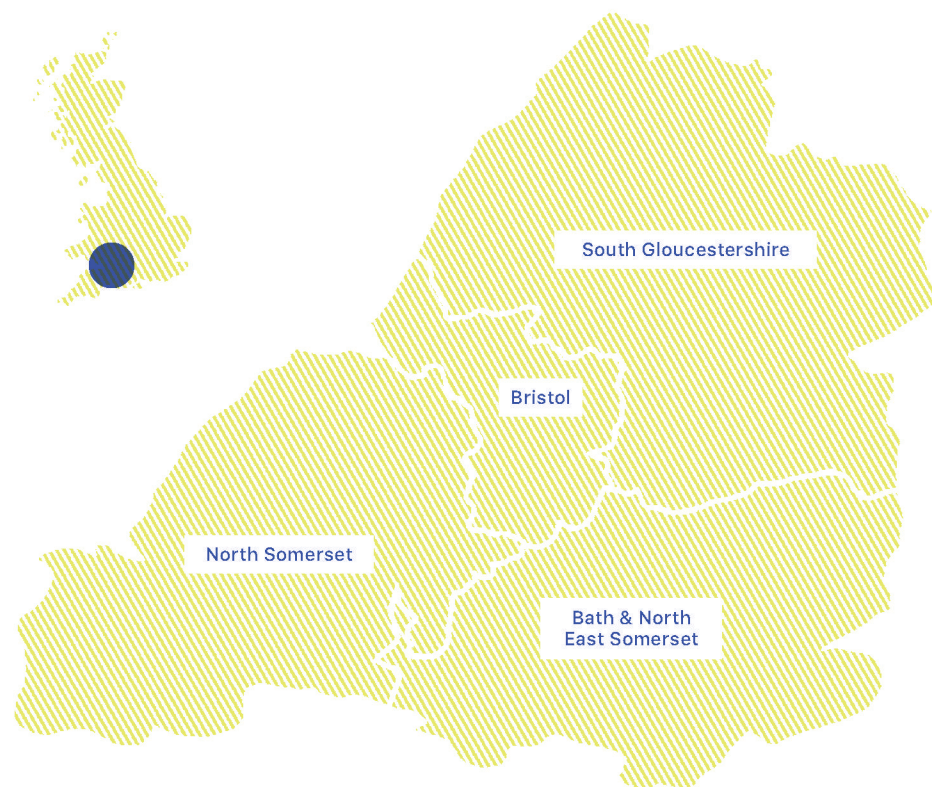 South Gloucestershire
Bristol
North Somerset
Bath & North
East Somerset